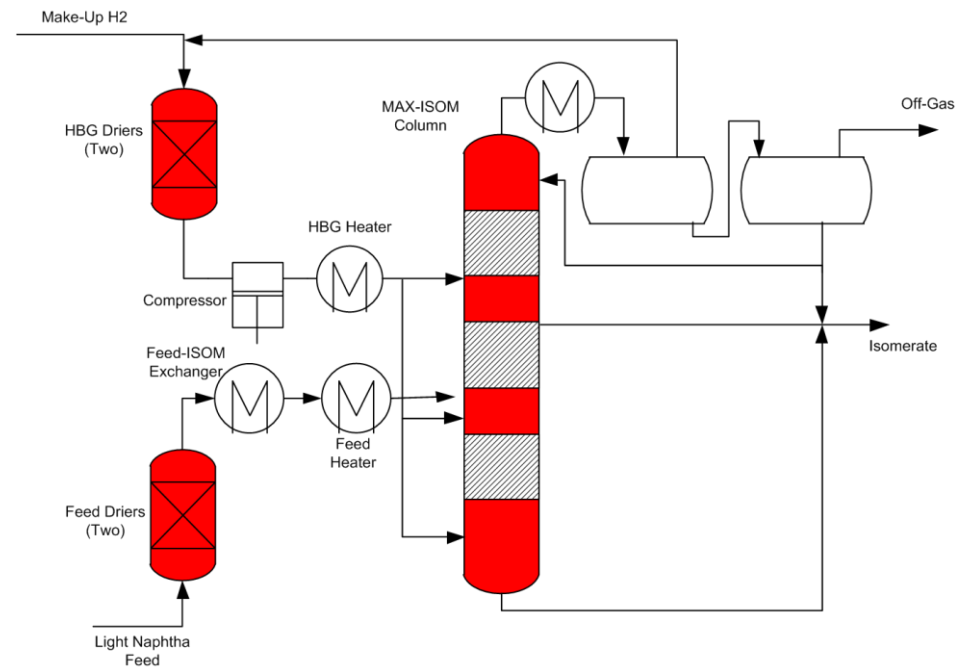 Make-Up H2
MAX-ISOM
Column
Off-Gas
HBG Driers
(Two)
HBG Heater
Compressor
Feed-ISOM
Exchanger
Isomerate
Feed
Heater
Feed Driers
(Two)
Light Naphtha
Feed